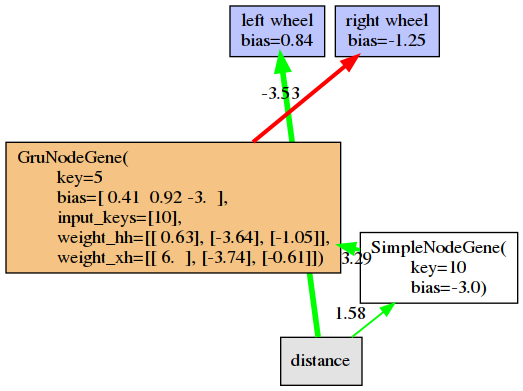 left wheel
bias=0.84
right wheel
bias=-1.25
-3.53
GruNodeGene(
key=5
bias=[ 0.41 0.92 -3. ],
input_keys=[10],
weight_hh=[[ 0.63], [-3.64], [-1.05]],
weight_xh=[[ 6. ], [-3.74], [-0.61]])
3.29
SimpleNodeGene(
key=10
bias=-3.0)
1.58
distance